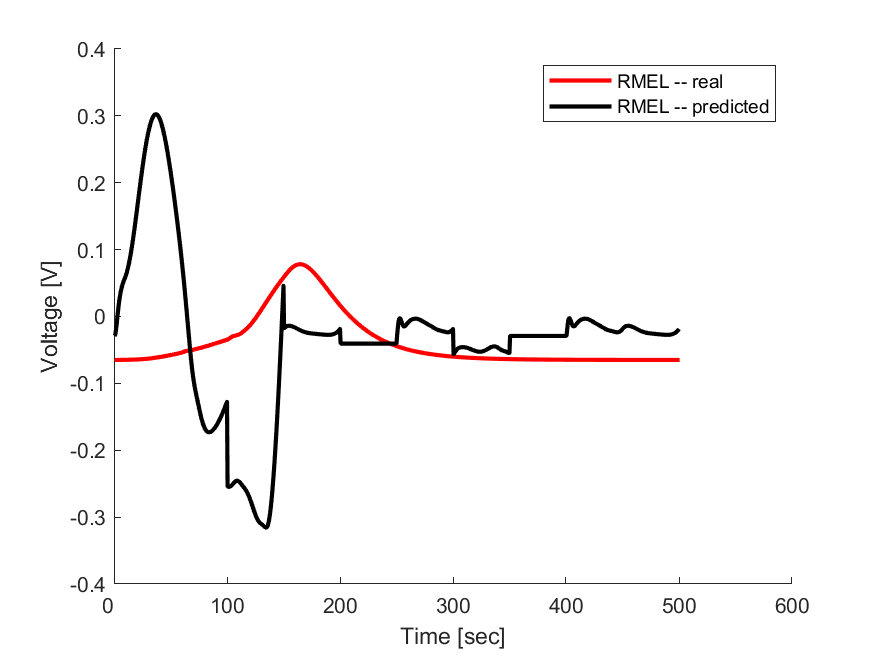 0.4
0.3
0.2
0.1
0
-0.1
-0.2
-0.3
-0.4
Voltage [V]
RMEL -- real
RMEL -- predicted
0 100 200 300 400 500 600
Time [sec]